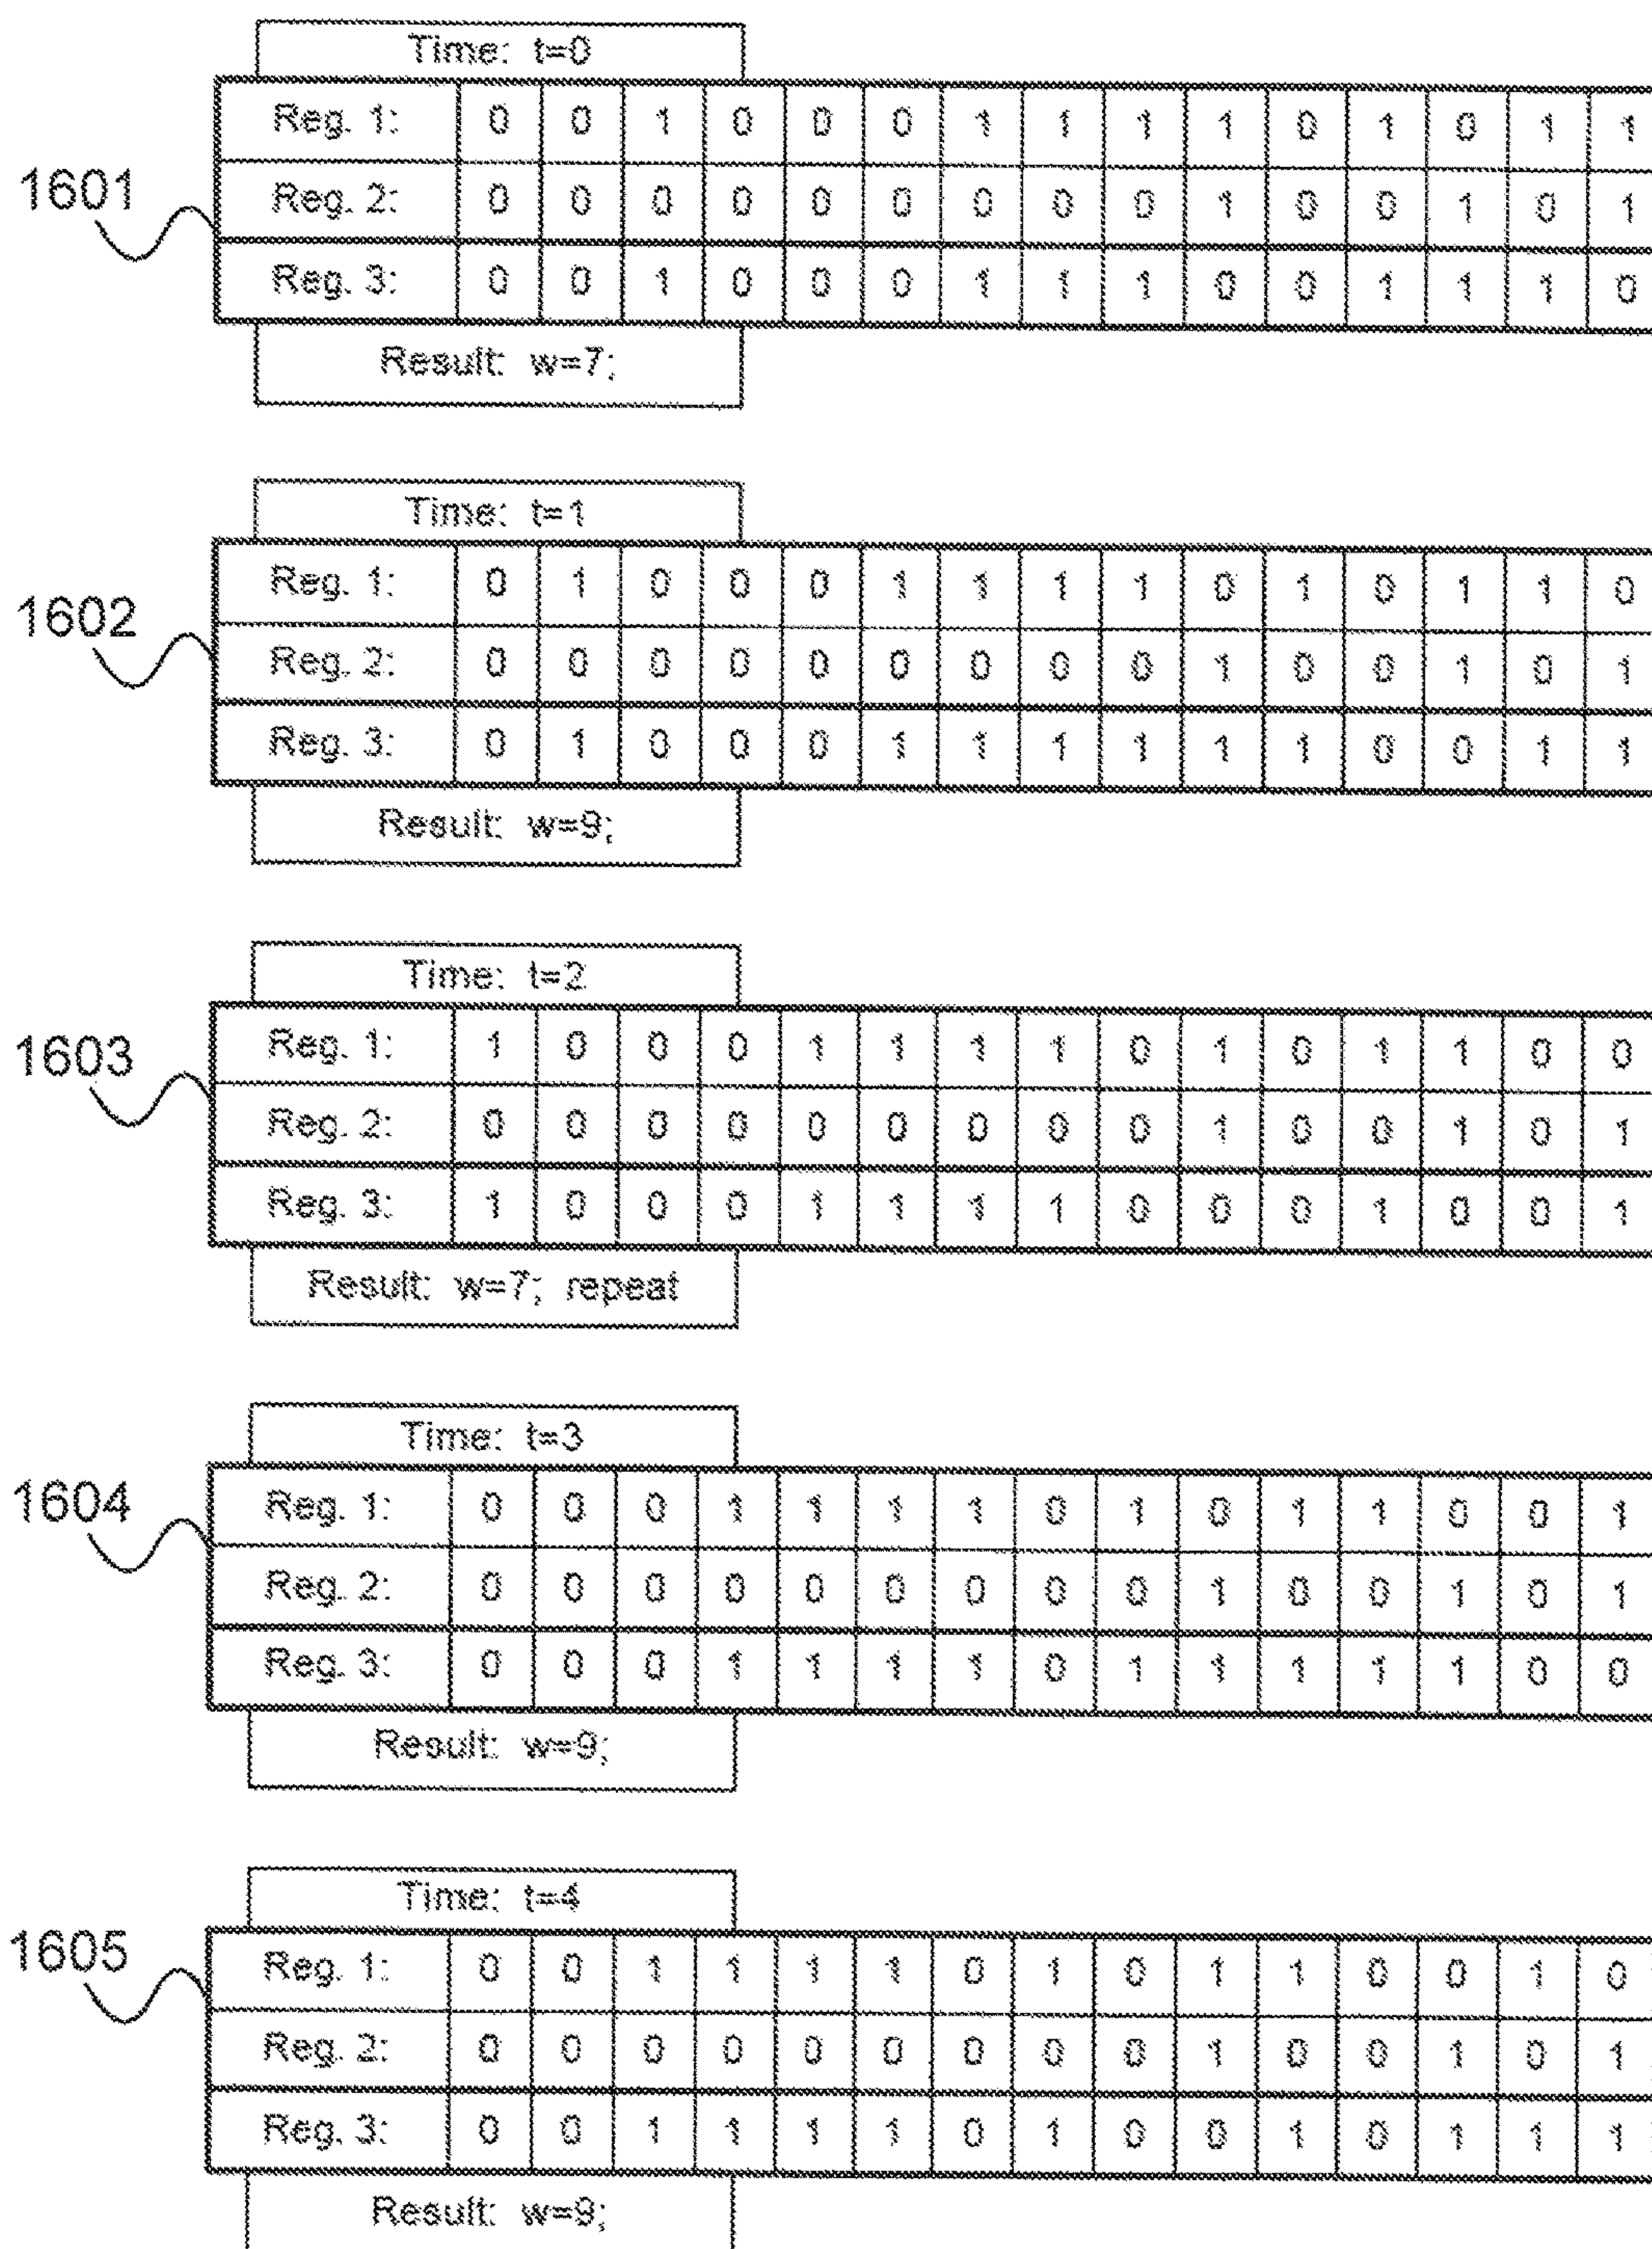 Time: t=0
Reg. 1: 0 0 1 0 0 0 1 1 1 1 0 1 0 1 1
1601
Reg. 2: 0 0 0 0 0 0 0 0 0 1 0 0 1 0 1
Reg. 3: 0 0 1 0 0 0 1 1 1 0 0 1 1 1 0
Result: w=7;
Time: t=1
Reg. 1: 0 1 0 0 0 1 1 1 1 0 1 0 1 1 0
1602
Reg. 2: 0 0 0 0 0 0 0 0 0 1 0 0 1 0 1
Reg. 3: 0 1 0 0 0 1 1 1 1 1 1 0 0 1 1
Result: w=9;
Time: t=2
Reg. 1: 1 0 0 0 1 1 1 1 0 1 0 1 1 0 0
1603
Reg. 2: 0 0 0 0 0 0 0 0 0 1 0 0 1 0 1
Reg. 3: 1 0 0 0 1 1 1 1 0 0 0 1 0 0 1
Result: w=7; repeat
Time: t=3
Reg. 1: 0 0 0 1 1 1 1 0 1 0 1 1 0 0 1
1604
Reg. 2: 0 0 0 0 0 0 0 0 0 1 0 0 1 0 1
Reg. 3: 0 0 0 1 1 1 1 0 1 1 1 1 1 0 0
Result: w=9;
Time: t=4
Reg. 1: 0 0 1 1 1 1 0 1 0 1 1 0 0 1 0
1605
Reg. 2: 0 0 0 0 0 0 0 0 0 1 0 0 1 0 1
Reg. 3: 0 0 1 1 1 1 0 1 0 0 1 0 1 1 1
Result: w=9;